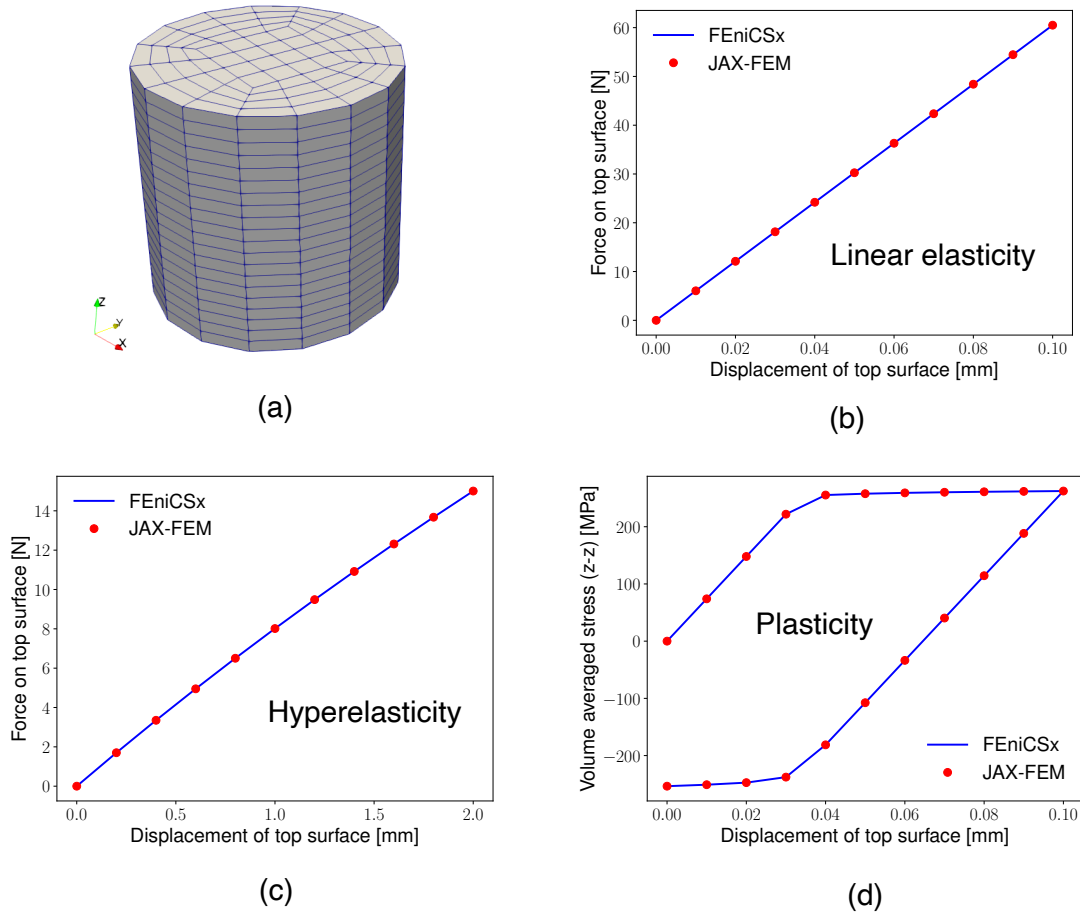 Z
Y
X
(a)
FEniCSx
JAX-FEM
Linear elasticity
Force on top surface [N]
60
50
40
30
20
10
0
0.00 0.02 0.04 0.06 0.08 0.10
Displacement of top surface [mm]
(b)
FEniCSx
JAX-FEM
Hyperelasticity
Force on top surface [N]
14
12
10
8
6
4
2
0
0.0 0.5 1.0 1.5 2.0
Displacement of top surface [mm]
(c)
Volume averaged stress (z-z) [MPa]
200
100
0
−100
−200
Plasticity
FEniCSx
JAX-FEM
0.00 0.02 0.04 0.06 0.08 0.10
Displacement of top surface [mm]
(d)